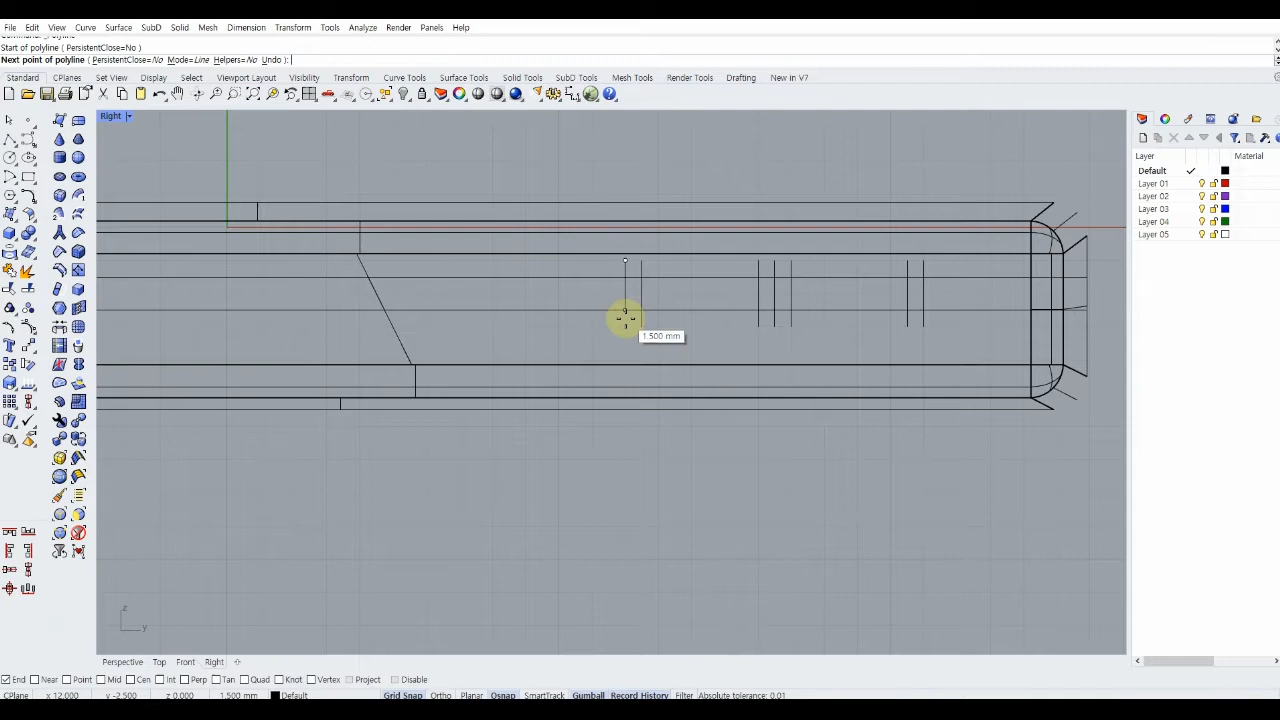 File Edit View Curve Surface SubD Solid Mesh Dimension Transform Tools Analyze Render Panels Help
Start of polyline ( PersistentClose=No )
Next point of polyline ( PersistentClose=No Mode=Line Helpers=No Undo ):
Standard CPlanes Set View Display Select Viewport Layout Visibility Transform Curve Tools Surface Tools Solid Tools SubD Tools Mesh Tools Render Tools Drafting New in V7
Right
Layer Material
Default
Layer 01
Layer 02
Layer 03
Layer 04
Layer 05
1.500 mm
z
y
Perspective Top Front Right
End Near Point Mid Cen Int Perp Tan Quad Knot Vertex Project Disable
CPlane x 12.000 y -2.500 z 0.000 1.500 mm Default Grid Snap Ortho Planar Osnap SmartTrack Gumball Record History Filter Absolute tolerance: 0.01